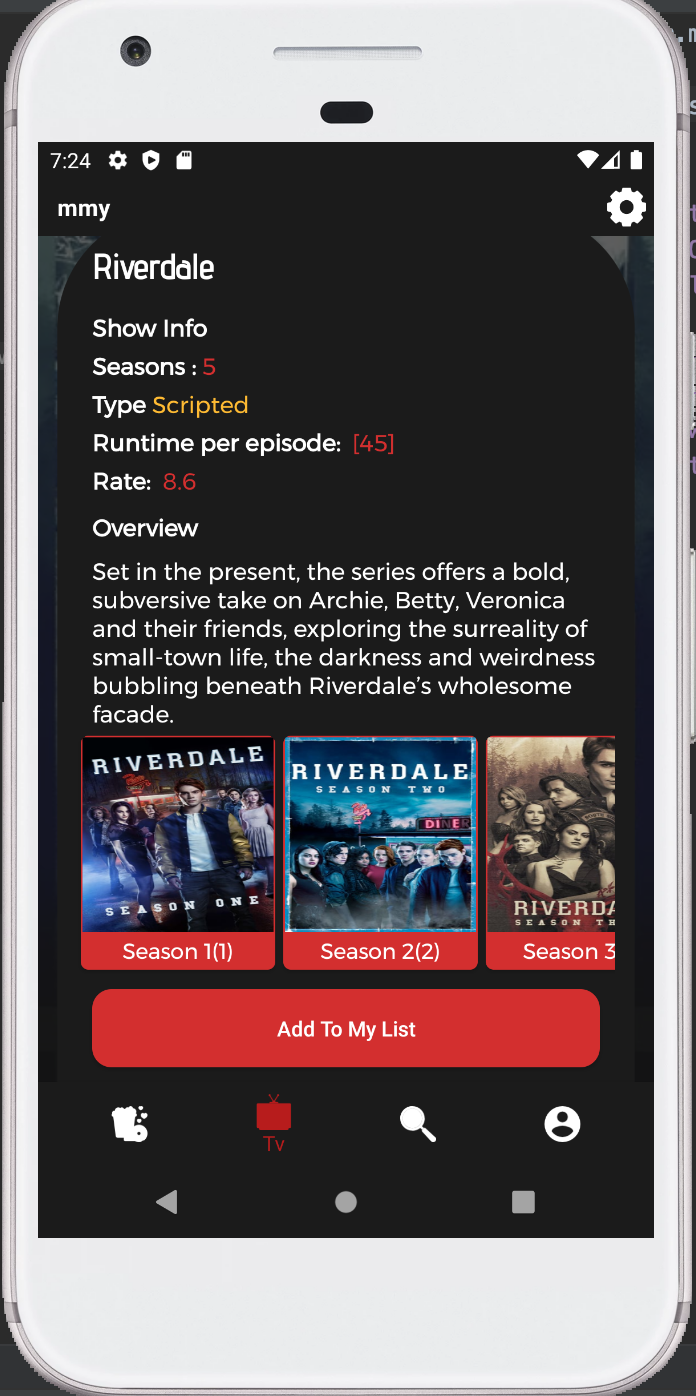 7:24
mmy
Riverdale
Show Info
Seasons : 5
Type Scripted
Runtime per episode: [45]
Rate: 8.6
Overview
Set in the present, the series offers a bold,
subversive take on Archie, Betty, Veronica
and their friends, exploring the surreality of
small-town life, the darkness and weirdness
bubbling beneath Riverdale’s wholesome
facade.
RIVERDALE
SEASON ONE
RIVERDALE
SEASON TWO
DINER
RIVERDA
SEASON TH
Season 1(1)
Season 2(2)
Season 3
Add To My List
Tv